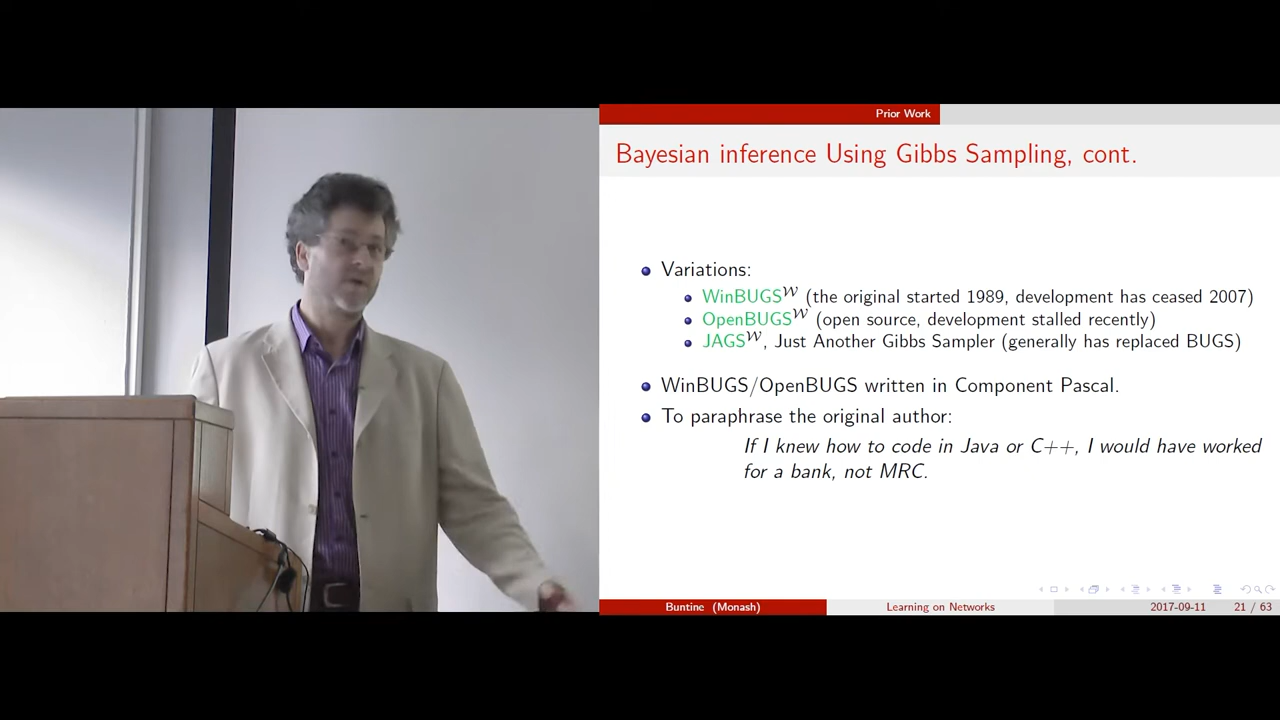 Prior Work
Bayesian inference Using Gibbs Sampling, cont.
Variations:
WinBUGS𝒲 (the original started 1989, development has ceased 2007)
OpenBUGS𝒲 (open source, development stalled recently)
JAGS𝒲, Just Another Gibbs Sampler (generally has replaced BUGS)
WinBUGS/OpenBUGS written in Component Pascal.
To paraphrase the original author:
If I knew how to code in Java or C++, I would have worked
for a bank, not MRC.
Buntine (Monash) Learning on Networks 2017-09-11 21 / 63